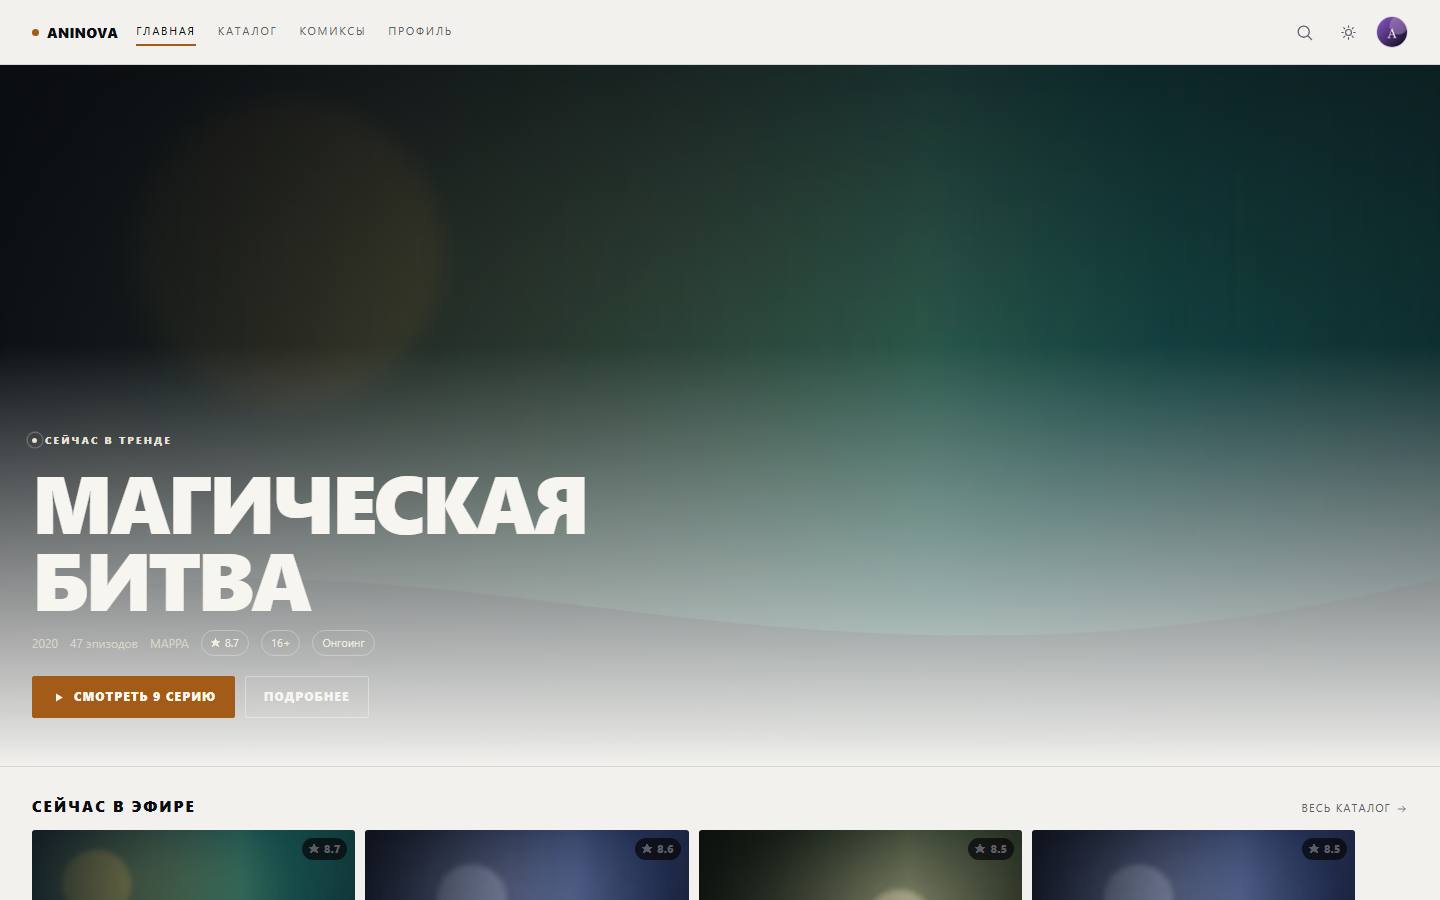 ANINOVA ГЛАВНАЯ КАТАЛОГ КОМИКСЫ ПРОФИЛЬ A
СЕЙЧАС В ТРЕНДЕ
МАГИЧЕСКАЯ
БИТВА
2020 47 эпизодов MAPPA ★ 8.7 16+ Онгоинг
СМОТРЕТЬ 9 СЕРИЮ ПОДРОБНЕЕ
СЕЙЧАС В ЭФИРЕ ВЕСЬ КАТАЛОГ →
★ 8.7 ★ 8.6 ★ 8.5 ★ 8.5